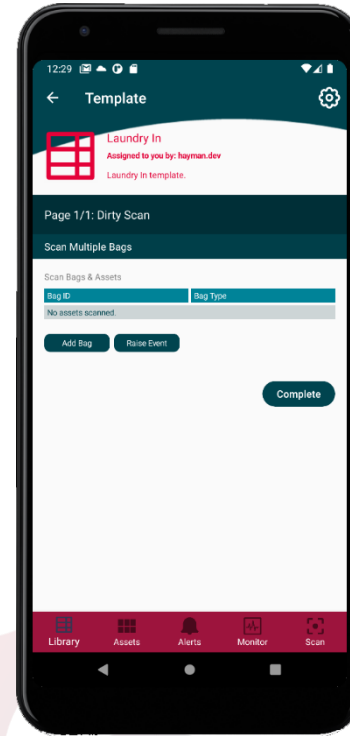 12:29
Template
Laundry In
Assigned to you by: hayman.dev
Laundry In template.
Page 1/1: Dirty Scan
Scan Multiple Bags
Scan Bags & Assets
Bag ID Bag Type
No assets scanned.
Add Bag Raise Event
Complete
Library Assets Alerts Monitor Scan